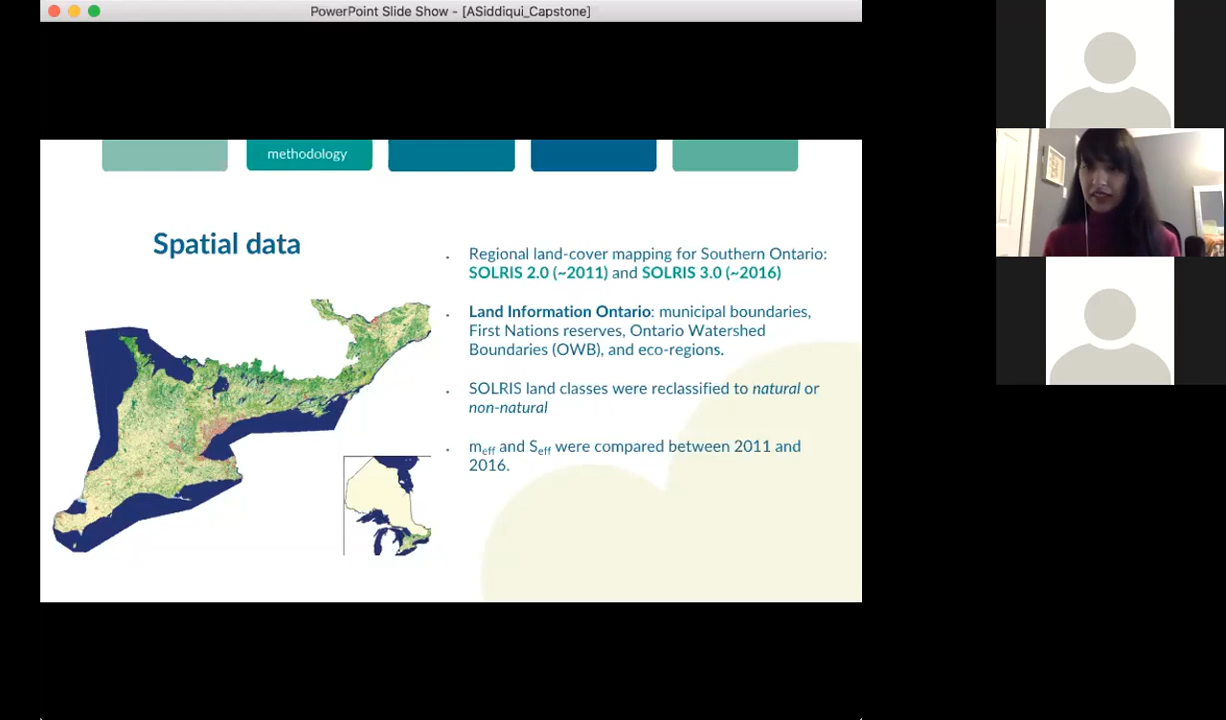 PowerPoint Slide Show - [ASiddiqui_Capstone]
methodology
Spatial data
. Regional land-cover mapping for Southern Ontario:
SOLRIS 2.0 (~2011) and SOLRIS 3.0 (~2016)
. Land Information Ontario: municipal boundaries,
First Nations reserves, Ontario Watershed
Boundaries (OWB), and eco-regions.
. SOLRIS land classes were reclassified to natural or
non-natural
. meff and Seff were compared between 2011 and
2016.